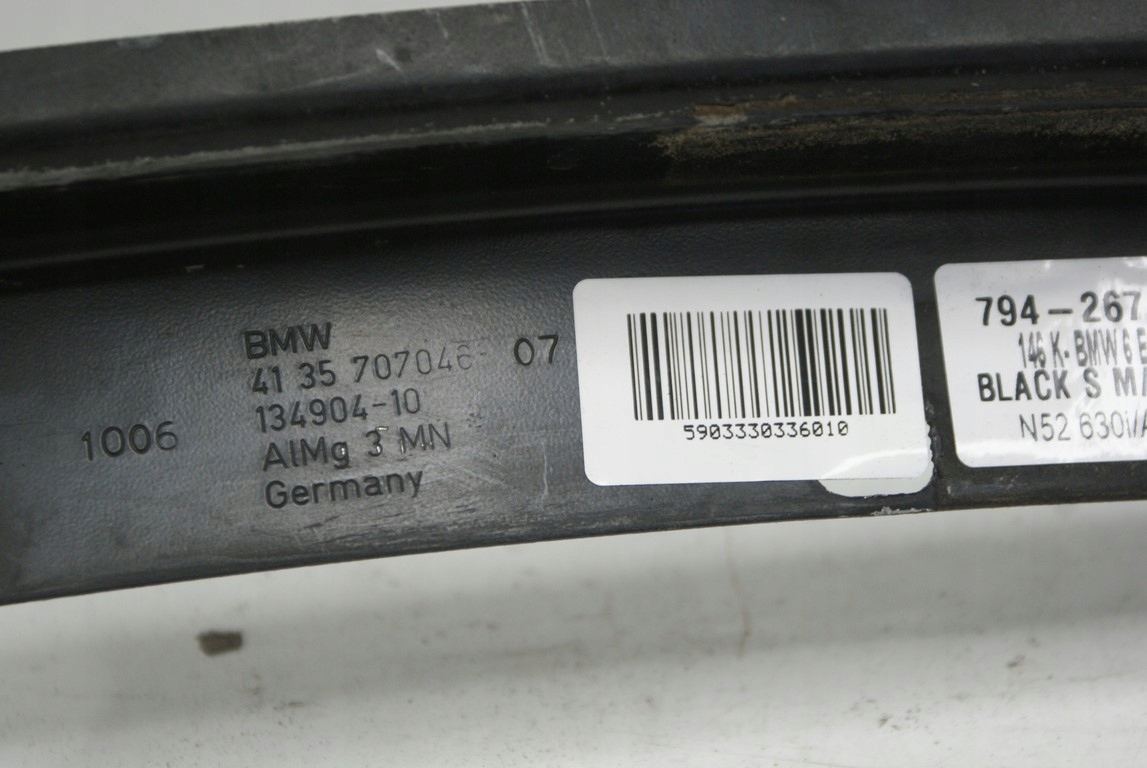 BMW
41 35 707046- 07
134904-10
1006
AlMg 3 MN
Germany
5903330336010
794-267
146 K- BMW 6 E
BLACK S
N52 630i/A